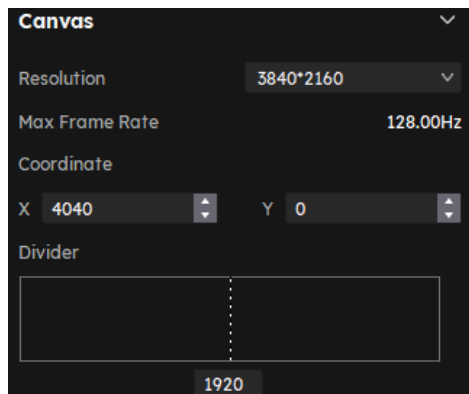 Canvas
Resolution 3840*2160
Max Frame Rate 128.00Hz
Coordinate
X 4040 Y 0
Divider
1920